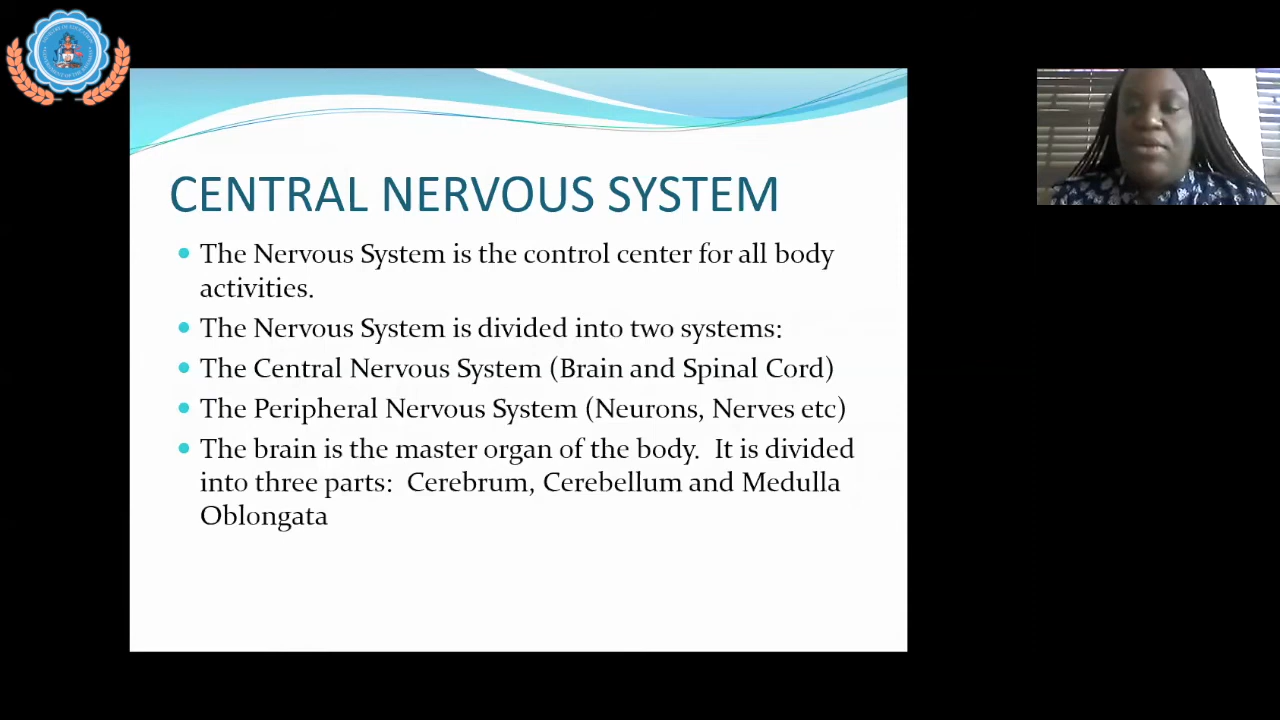 CENTRAL NERVOUS SYSTEM
The Nervous System is the control center for all body
activities.
The Nervous System is divided into two systems:
The Central Nervous System (Brain and Spinal Cord)
The Peripheral Nervous System (Neurons, Nerves etc)
The brain is the master organ of the body.  It is divided
into three parts:  Cerebrum, Cerebellum and Medulla
Oblongata